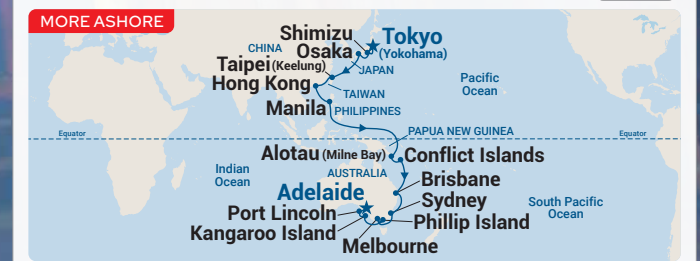 MORE ASHORE
Shimizu
Tokyo
(Yokohama)
CHINA
Osaka
Taipei (Keelung)
JAPAN
Hong Kong
Pacific
Ocean
TAIWAN
Manila
PHILIPPINES
Equator
PAPUA NEW GUINEA
Equator
Alotau (Milne Bay)
Conflict Islands
Indian
Ocean
AUSTRALIA
Brisbane
Adelaide
Sydney
South Pacific
Ocean
Port Lincoln
Phillip Island
Kangaroo Island
Melbourne